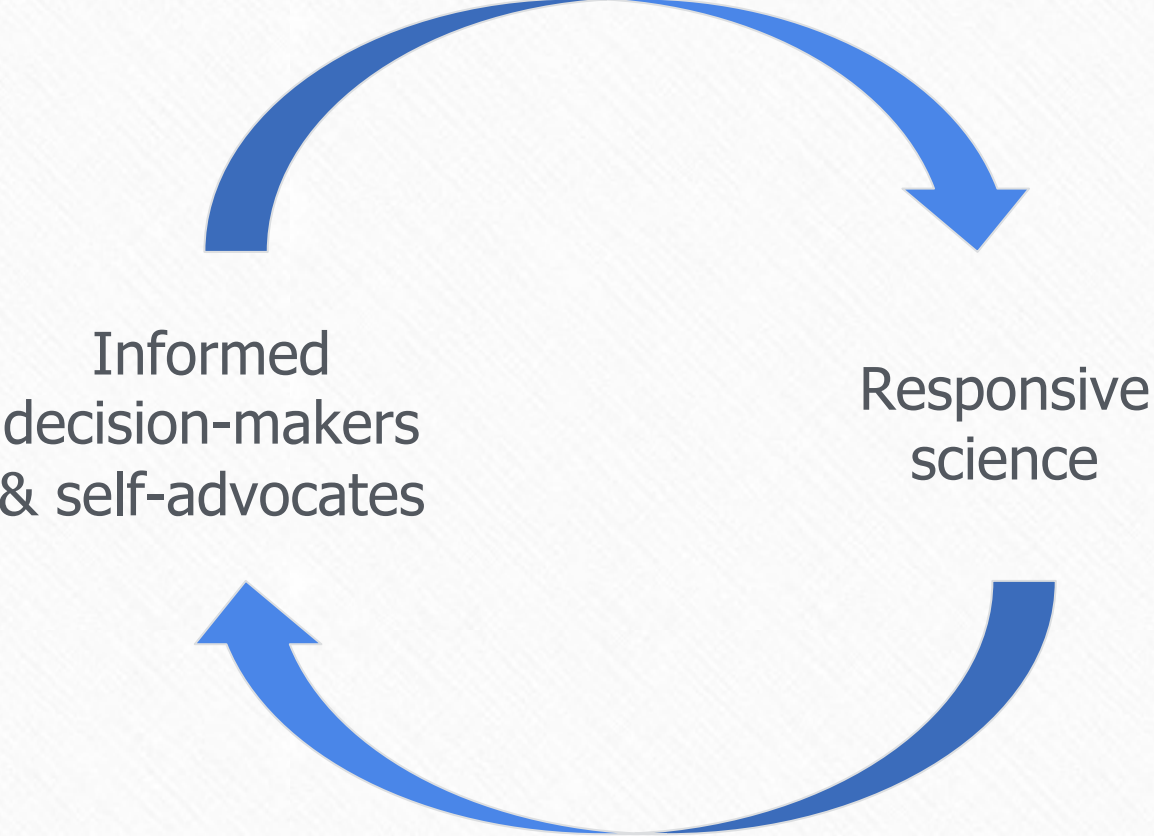 Informed
decision-makers
& self-advocates
Responsive
science